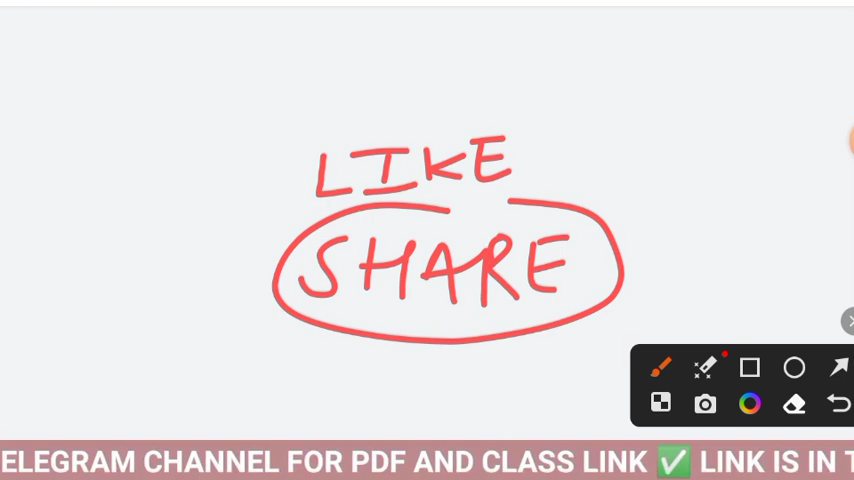 LIKE
SHARE
ELEGRAM CHANNEL FOR PDF AND CLASS LINK ✅ LINK IS IN T